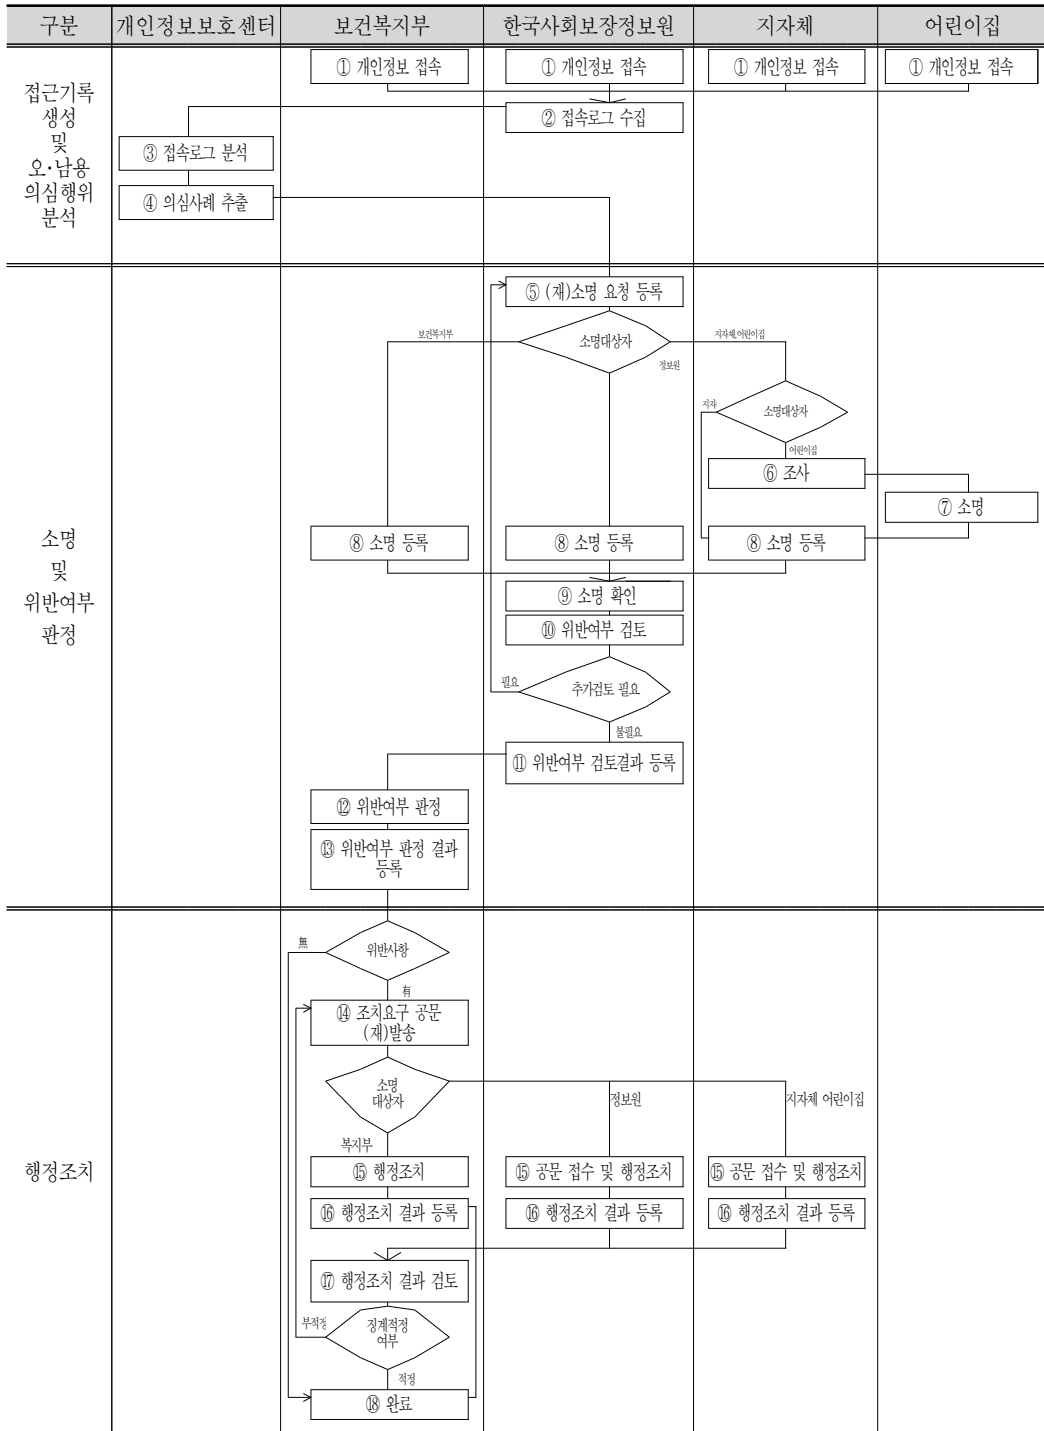 구분 개인정보보호센터 보건복지부 한국사회보장정보원 지자체 어린이집
접근기록
생성
및
오·남용
의심행위
분석
① 개인정보 접속 ① 개인정보 접속 ① 개인정보 접속 ① 개인정보 접속
② 접속로그 수집
③ 접속로그 분석
④ 의심사례 추출
소명
및
위반여부
판정
⑤ (재)소명 요청 등록
보건복지부
소명대상자
지자체,어린이집
정보원
지자
소명대상자
어린이집
⑥ 조사
⑦ 소명
⑧ 소명 등록 ⑧ 소명 등록 ⑧ 소명 등록
⑨ 소명 확인
⑩ 위반여부 검토
필요
추가검토 필요
불필요
⑪ 위반여부 검토결과 등록
⑫ 위반여부 판정
⑬ 위반여부 판정 결과
등록
행정조치
無
위반사항
有
⑭ 조치요구 공문
(재)발송
소명
대상자
정보원
지자체 어린이집
복지부
⑮ 행정조치 ⑮ 공문 접수 및 행정조치 ⑮ 공문 접수 및 행정조치
⑯ 행정조치 결과 등록 ⑯ 행정조치 결과 등록 ⑯ 행정조치 결과 등록
⑰ 행정조치 결과 검토
부적정
징계적정
여부
적정
⑱ 완료